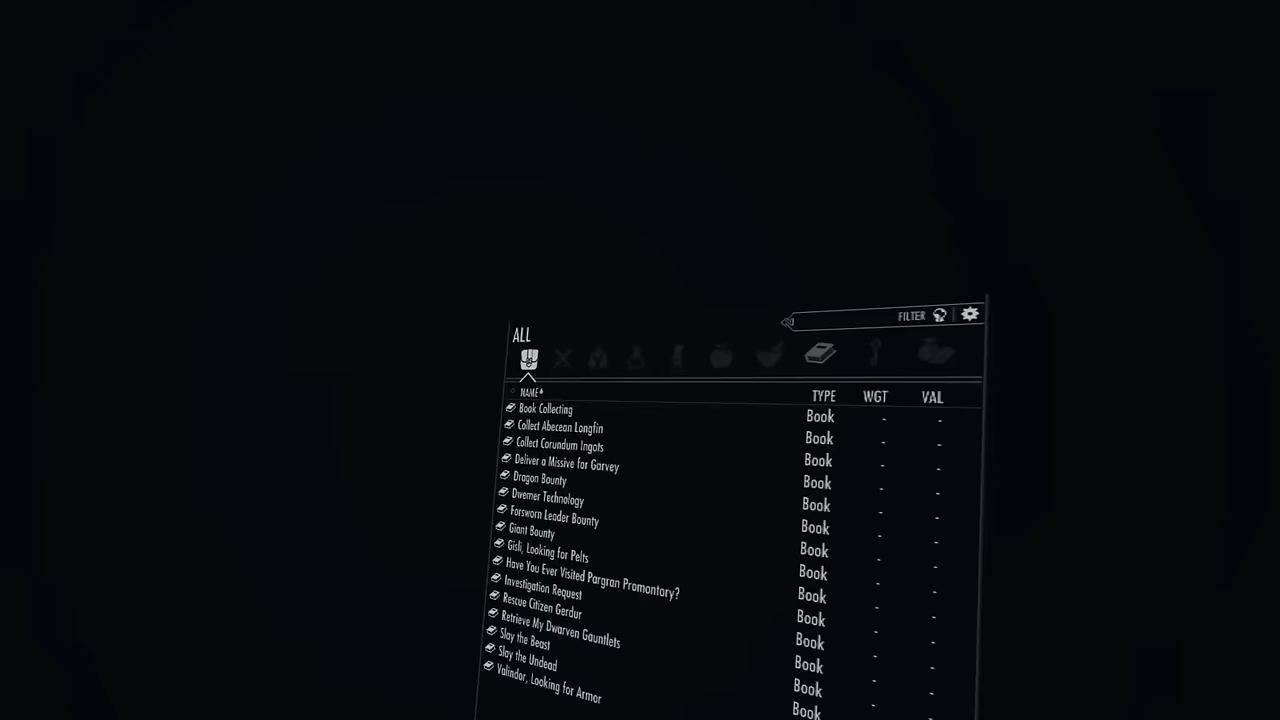 FILTER
ALL
NAME TYPE WGT VAL
Book Collecting Book - -
Collect Abecean Longfin Book - -
Collect Corundum Ingots Book - -
Deliver a Missive for Garvey Book - -
Dragon Bounty Book - -
Dwemer Technology Book - -
Forsworn Leader Bounty Book - -
Giant Bounty Book - -
Gisli, Looking for Pelts Book - -
Have You Ever Visited Pargran Promontory? Book - -
Investigation Request Book - -
Rescue Citizen Gerdur Book - -
Retrieve My Dwarven Gauntlets Book - -
Slay the Beast Book - -
Slay the Undead
Valindor, Looking for Armor